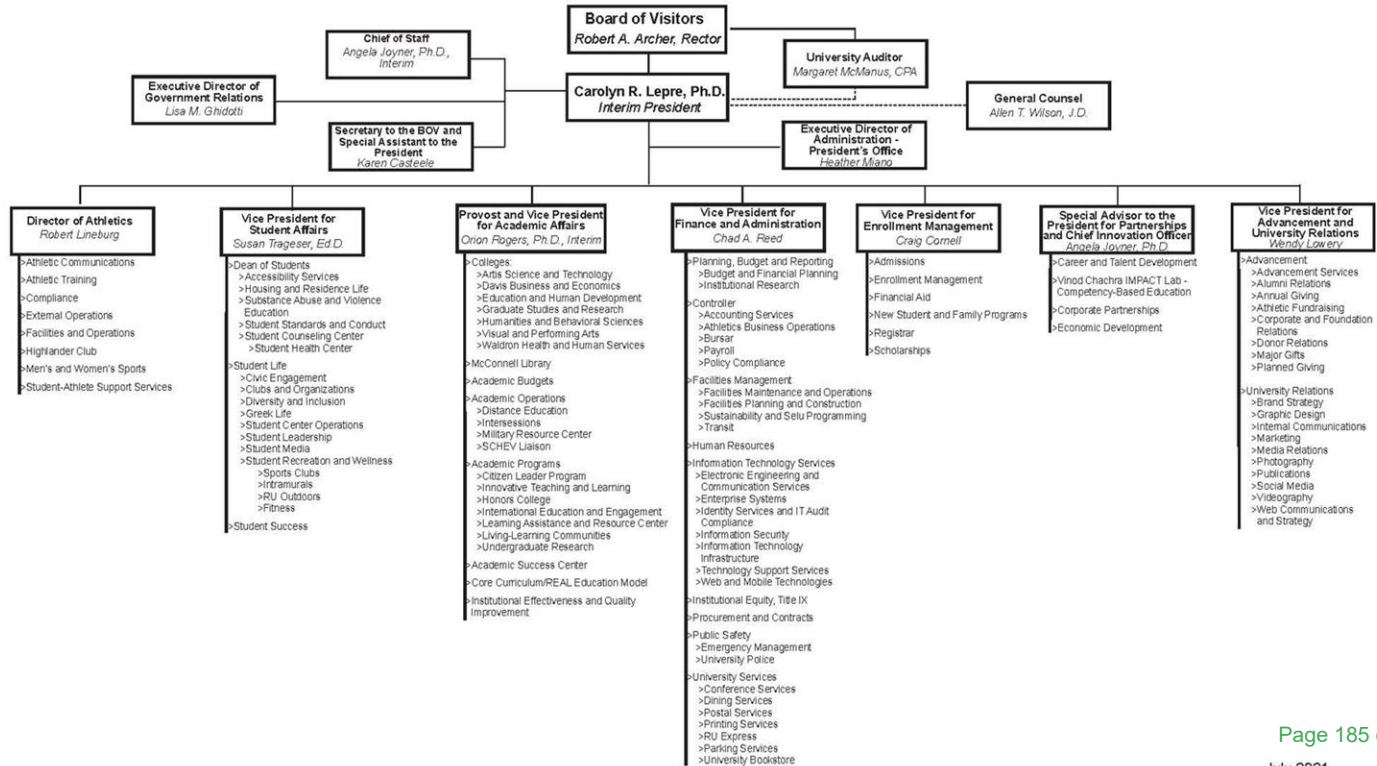 Board of Visitors
Robert A. Archer, Rector
Chief of Staff
Angela Joyner, Ph.D.,
Interim
University Auditor
Margaret McManus, CPA
Executive Director of
Government Relations
Lisa M. Ghidotti
Carolyn R. Lepre, Ph.D.
Interim President
General Counsel
Allen T. Wilson, J.D.
Secretary to the BOV and
Special Assistant to the
President
Karen Casteele
Executive Director of
Administration -
President's Office
Heather Miano
Director of Athletics
Robert Lineburg
>Athletic Communications
>Athletic Training
>Compliance
>External Operations
>Facilities and Operations
>Highlander Club
>Men's and Women's Sports
>Student-Athlete Support Services
Vice President for
Student Affairs
Susan Trageser, Ed.D.
>Dean of Students
>Accessibility Services
>Housing and Residence Life
>Substance Abuse and Violence
Education
>Student Standards and Conduct
>Student Counseling Center
>Student Health Center
>Student Life
>Civic Engagement
>Clubs and Organizations
>Diversity and Inclusion
>Greek Life
>Student Center Operations
>Student Leadership
>Student Media
>Student Recreation and Wellness
>Sports Clubs
>Intramurals
>RU Outdoors
>Fitness
>Student Success
Provost and Vice President
for Academic Affairs
Orion Rogers, Ph.D., Interim
>Colleges:
>Artis Science and Technology
>Davis Business and Economics
>Education and Human Development
>Graduate Studies and Research
>Humanities and Behavioral Sciences
>Visual and Performing Arts
>Waldron Health and Human Services
>McConnell Library
>Academic Budgets
>Academic Operations
>Distance Education
>Intersessions
>Military Resource Center
>SCHEV Liaison
>Academic Programs
>Citizen Leader Program
>Innovative Teaching and Learning
>Honors College
>International Education and Engagement
>Learning Assistance and Resource Center
>Living-Learning Communities
>Undergraduate Research
>Academic Success Center
>Core Curriculum/REAL Education Model
>Institutional Effectiveness and Quality
Improvement
Vice President for
Finance and Administration
Chad A. Reed
>Planning, Budget and Reporting
>Budget and Financial Planning
>Institutional Research
>Controller
>Accounting Services
>Athletics Business Operations
>Bursar
>Payroll
>Policy Compliance
>Facilities Management
>Facilities Maintenance and Operations
>Facilities Planning and Construction
>Sustainability and Selu Programming
>Transit
>Human Resources
>Information Technology Services
>Electronic Engineering and
Communication Services
>Enterprise Systems
>Identity Services and IT Audit
Compliance
>Information Security
>Information Technology
Infrastructure
>Technology Support Services
>Web and Mobile Technologies
>Institutional Equity, Title IX
>Procurement and Contracts
>Public Safety
>Emergency Management
>University Police
>University Services
>Conference Services
>Dining Services
>Postal Services
>Printing Services
>RU Express
>Parking Services
>University Bookstore
Vice President for
Enrollment Management
Craig Cornell
>Admissions
>Enrollment Management
>Financial Aid
>New Student and Family Programs
>Registrar
>Scholarships
Special Advisor to the
President for Partnerships
and Chief Innovation Officer
Angela Joyner, Ph.D.
>Career and Talent Development
>Vinod Chachra IMPACT Lab -
Competency-Based Education
>Corporate Partnerships
>Economic Development
Vice President for
Advancement and
University Relations
Wendy Lowery
>Advancement
>Advancement Services
>Alumni Relations
>Annual Giving
>Athletic Fundraising
>Corporate and Foundation
Relations
>Donor Relations
>Major Gifts
>Planned Giving
>University Relations
>Brand Strategy
>Graphic Design
>Internal Communications
>Marketing
>Media Relations
>Photography
>Publications
>Social Media
>Videography
>Web Communications
and Strategy
Page 185
July 2021